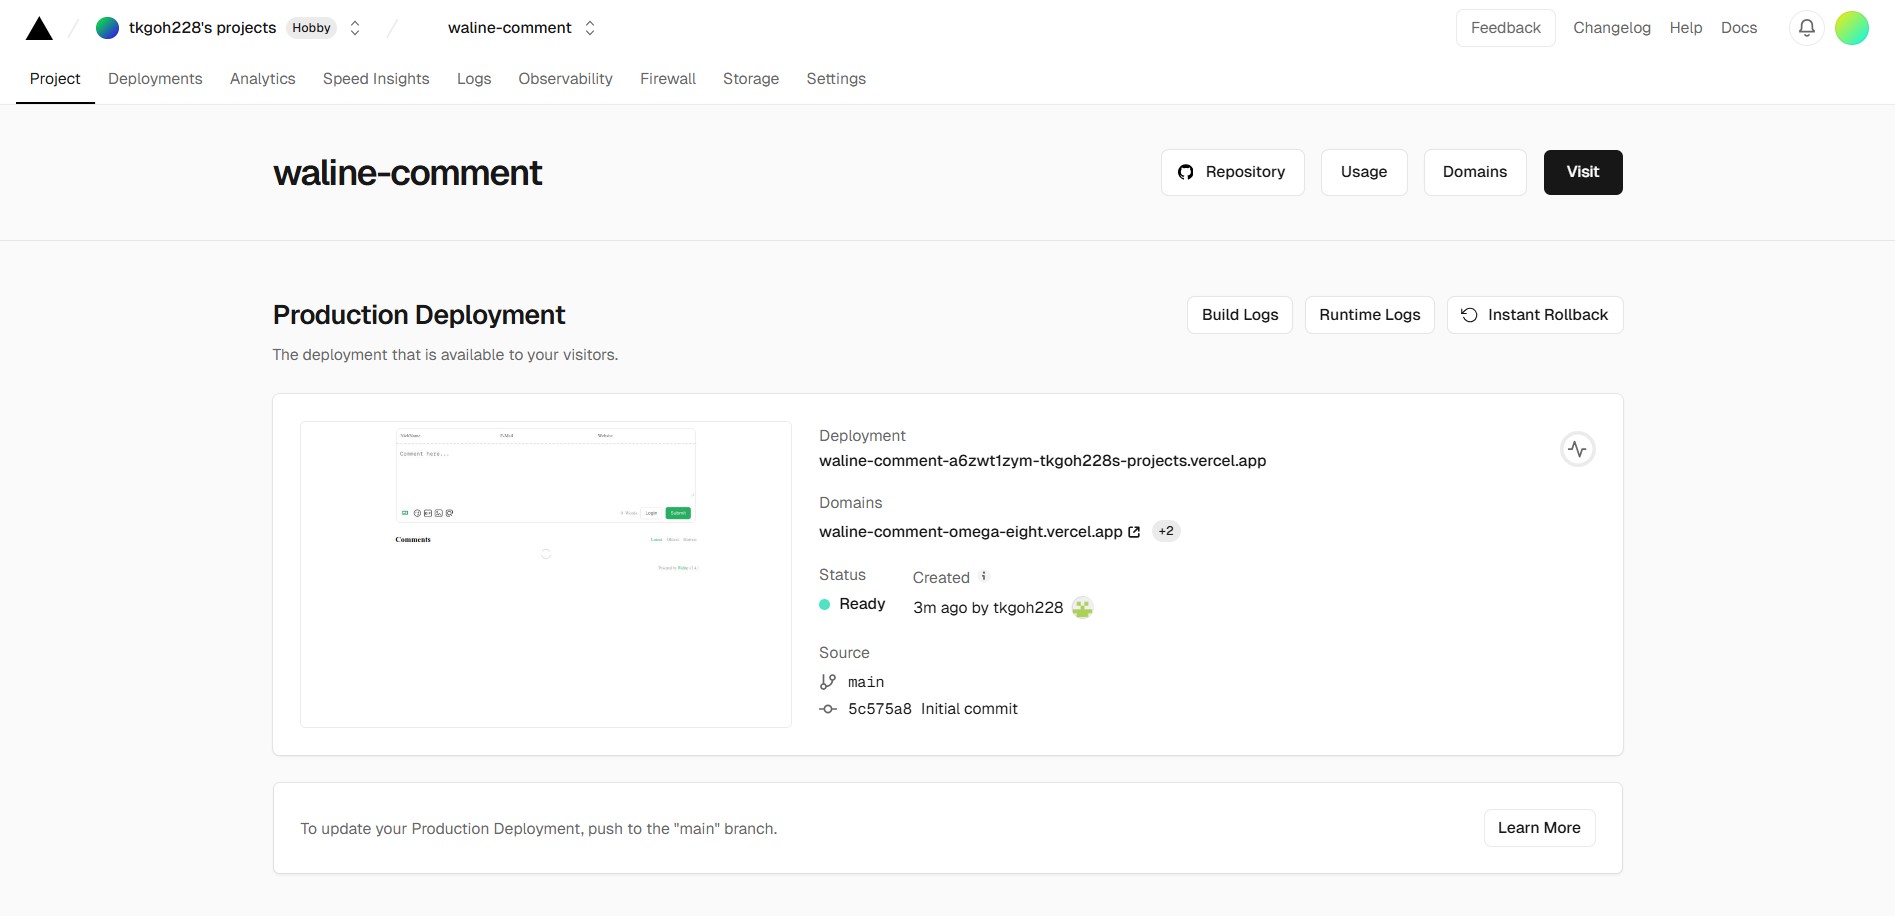 tkgoh228's projects Hobby waline-comment Feedback Changelog Help Docs
Project Deployments Analytics Speed Insights Logs Observability Firewall Storage Settings
waline-comment
Repository Usage Domains Visit
Production Deployment
Build Logs Runtime Logs Instant Rollback
The deployment that is available to your visitors.
NickName E-Mail Website
Comment here...
Login Submit
Comments
Powered by
Deployment
waline-comment-a6zwt1zym-tkgoh228s-projects.vercel.app
Domains
waline-comment-omega-eight.vercel.app +2
Status Created
Ready 3m ago by tkgoh228
Source
main
5c575a8 Initial commit
To update your Production Deployment, push to the "main" branch.
Learn More